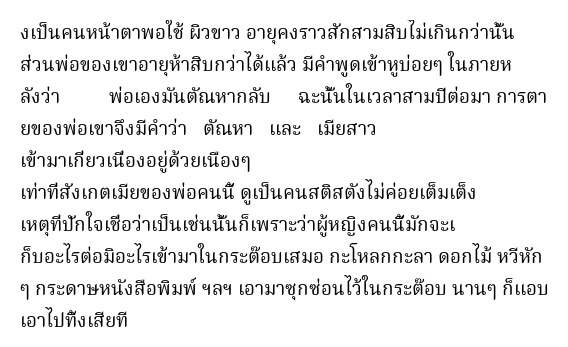 งเป็นคนหน้าตาพอใช้ ผิวขาว อายุคงราวสักสามสิบไม่เกินกว่านั้น
ส่วนพ่อของเขาอายุห้าสิบกว่าได้แล้ว มีคำพูดเข้าหูบ่อยๆ ในภายห
ลังว่า พ่อเองมันตัณหากลับ ฉะนั้นในเวลาสามปีต่อมา การตา
ยของพ่อเขาจึงมีคำว่า ตัณหา และ เมียสาว
เข้ามาเกี่ยวเนื่องอยู่ด้วยเนืองๆ
เท่าที่สังเกตเมียของพ่อคนนี้ ดูเป็นคนสติสตังไม่ค่อยเต็มเต็ง
เหตุที่ปักใจเชื่อว่าเป็นเช่นนั้นก็เพราะว่าผู้หญิงคนนี้มักจะเ
ก็บอะไรต่อมิอะไรเข้ามาในกระต๊อบเสมอ กะโหลกกะลา ดอกไม้ หวีหัก
ๆ กระดาษหนังสือพิมพ์ ฯลฯ เอามาซุกซ่อนไว้ในกระต๊อบ นานๆ ก็แอบ
เอาไปทิ้งเสียที